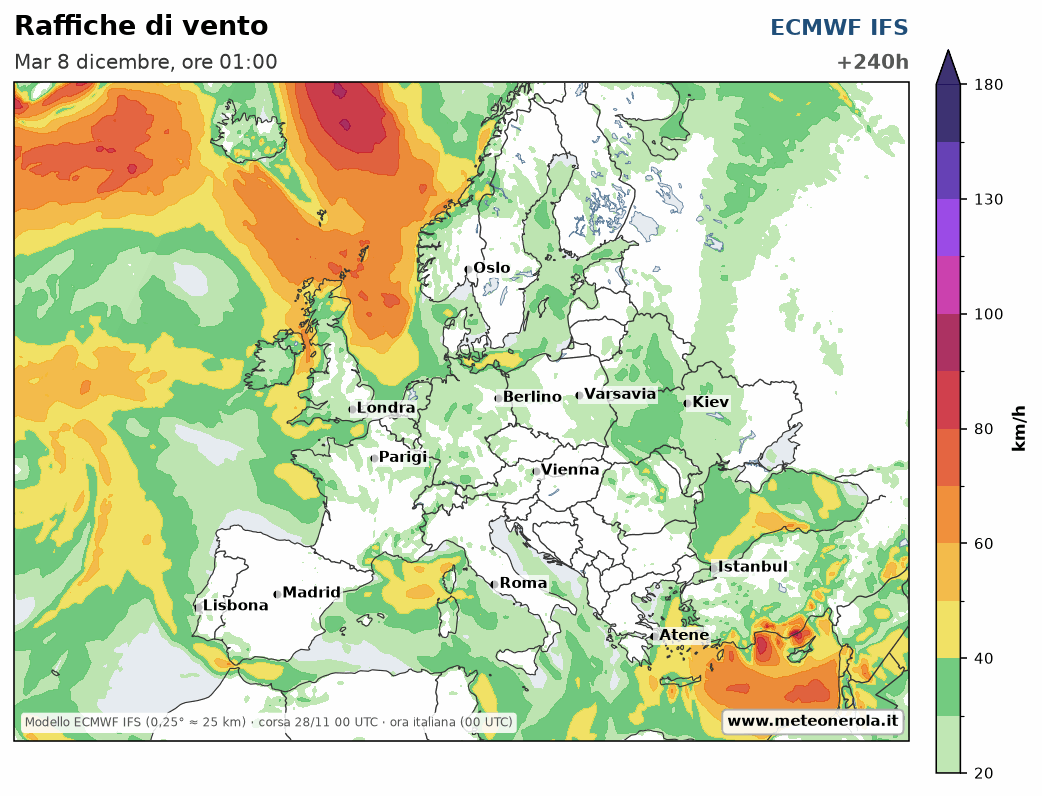 Raffiche di vento
ECMWF IFS
Mar 8 dicembre, ore 01:00
+240h
180
130
100
80
60
40
20
km/h
Oslo
Berlino
Varsavia
Kiev
Londra
Parigi
Vienna
Istanbul
Roma
Madrid
Lisbona
Atene
Modello ECMWF IFS (0,25° ≈ 25 km) · corsa 28/11 00 UTC · ora italiana (00 UTC)
www.meteonerola.it